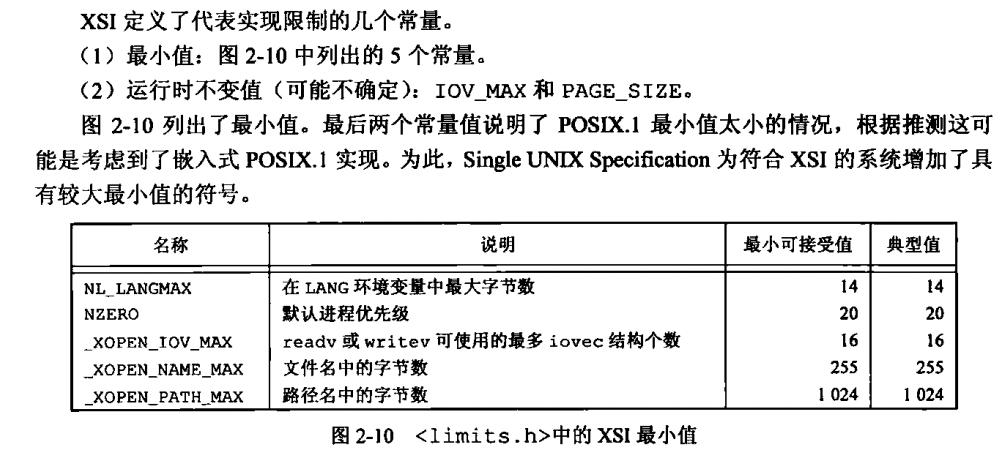 XSI 定义了代表实现限制的几个常量。
（1）最小值：图 2-10 中列出的 5 个常量。
（2）运行时不变值（可能不确定）：IOV_MAX 和 PAGE_SIZE。
图 2-10 列出了最小值。最后两个常量值说明了 POSIX.1 最小值太小的情况，根据推测这可
能是考虑到了嵌入式 POSIX.1 实现。为此，Single UNIX Specification 为符合 XSI 的系统增加了具
有较大最小值的符号。
名称 说明 最小可接受值 典型值
NL_LANGMAX 在 LANG 环境变量中最大字节数 14 14
NZERO 默认进程优先级 20 20
_XOPEN_IOV_MAX readv 或 writev 可使用的最多 iovec 结构个数 16 16
_XOPEN_NAME_MAX 文件名中的字节数 255 255
_XOPEN_PATH_MAX 路径名中的字节数 1 024 1 024
图 2-10 <limits.h>中的 XSI 最小值